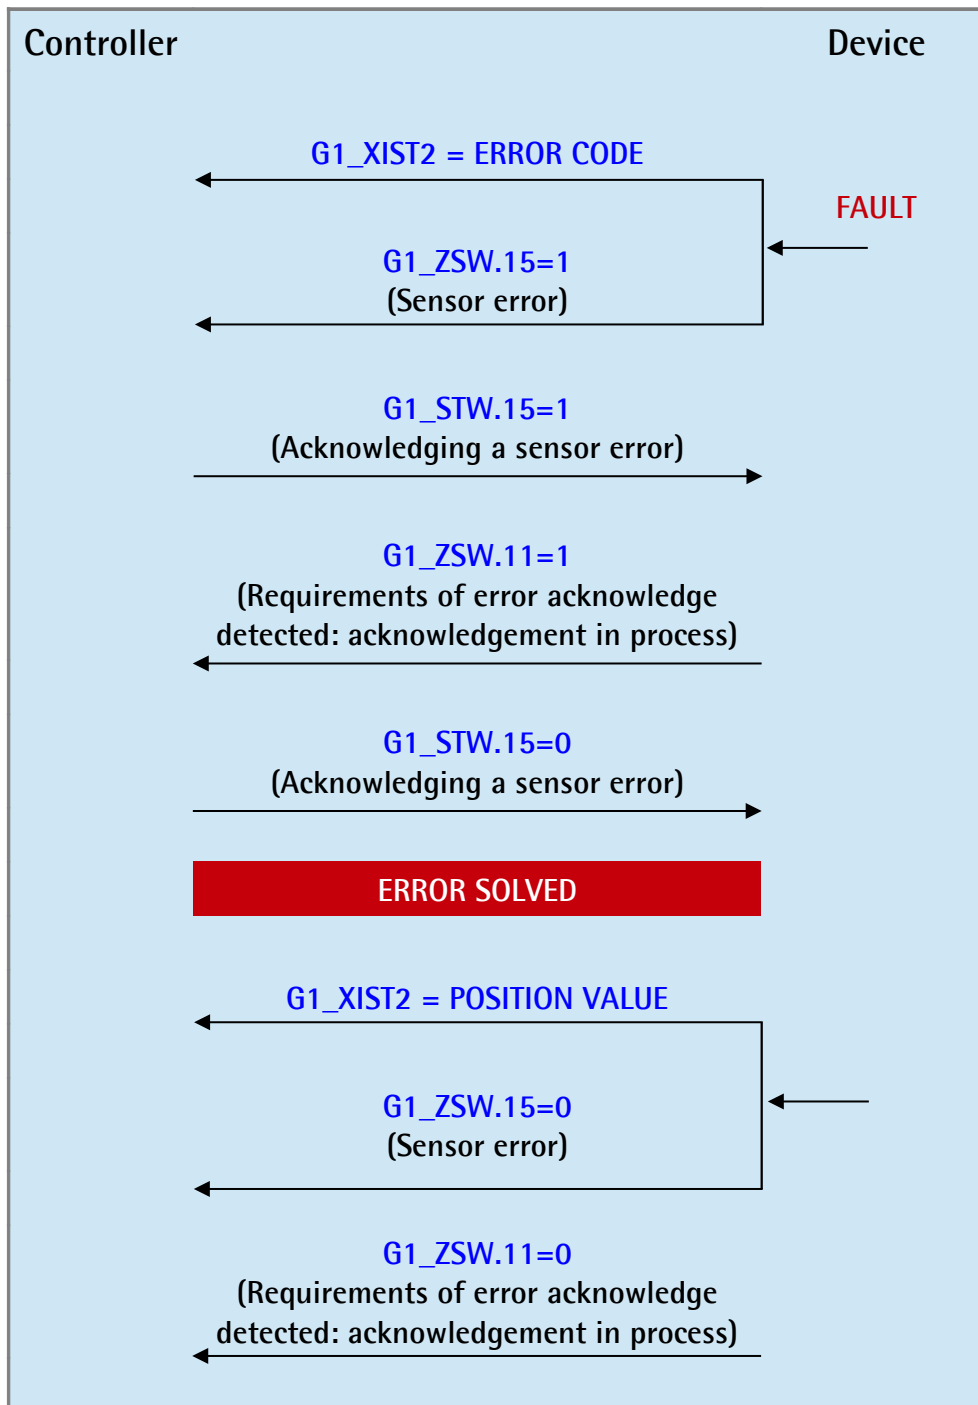 Controller
Device
G1_XIST2 = ERROR CODE
FAULT
G1_ZSW.15=1
(Sensor error)
G1_STW.15=1
(Acknowledging a sensor error)
G1_ZSW.11=1
(Requirements of error acknowledge
detected: acknowledgement in process)
G1_STW.15=0
(Acknowledging a sensor error)
ERROR SOLVED
G1_XIST2 = POSITION VALUE
G1_ZSW.15=0
(Sensor error)
G1_ZSW.11=0
(Requirements of error acknowledge
detected: acknowledgement in process)